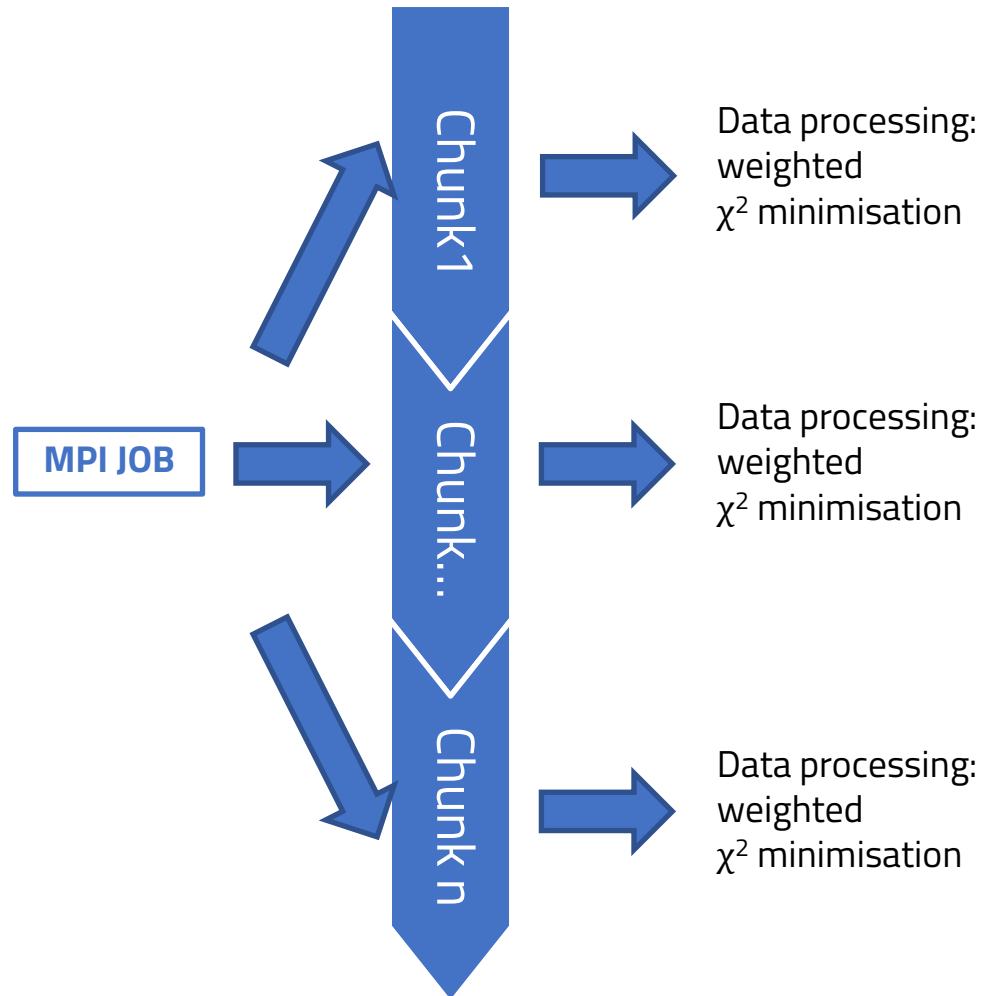 MPI JOB
Chunk1
Chunk...
Chunk n
Data processing:
weighted
χ² minimisation
Data processing:
weighted
χ² minimisation
Data processing:
weighted
χ² minimisation